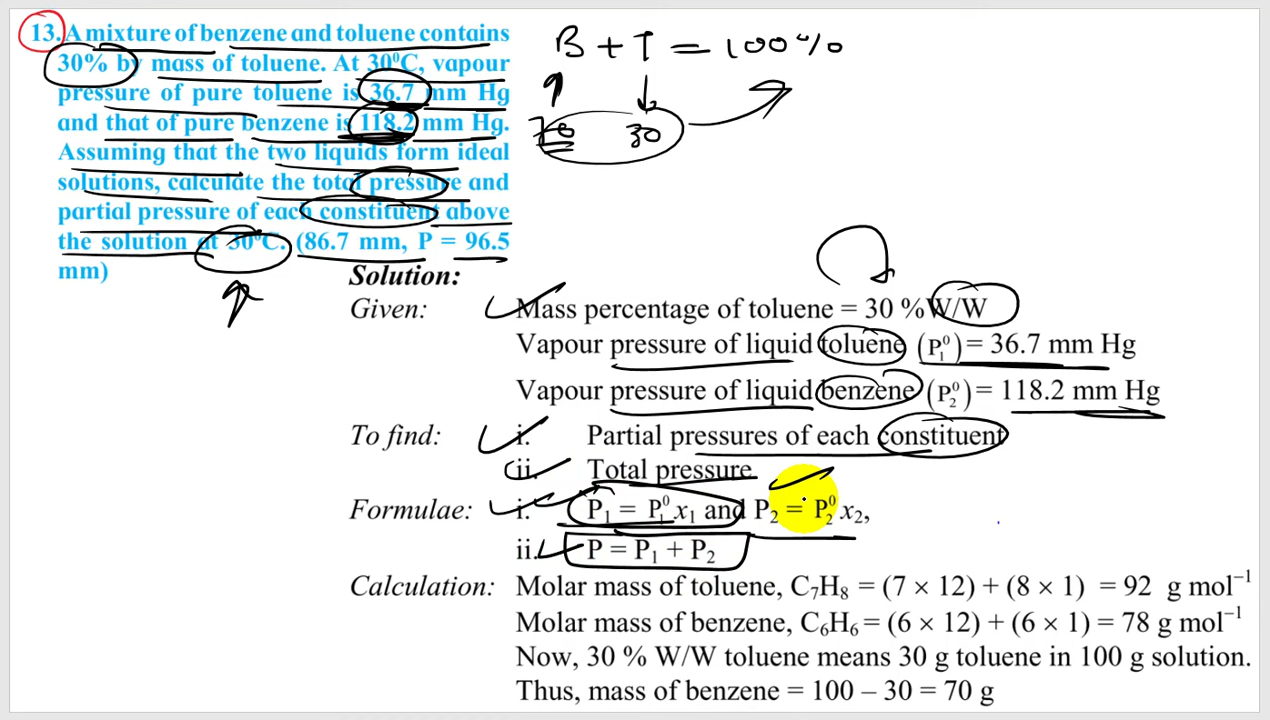 13. A mixture of benzene and toluene contains
30% by mass of toluene. At 30⁰C, vapour
pressure of pure toluene is 36.7 mm Hg
and that of pure benzene is 118.2 mm Hg.
Assuming that the two liquids form ideal
solutions, calculate the total pressure and
partial pressure of each constituent above
the solution at 30⁰C. (86.7 mm, P = 96.5
mm)
B + T = 100%
70 30
Solution:
Given: Mass percentage of toluene = 30 % W/W
Vapour pressure of liquid toluene (P₁⁰) = 36.7 mm Hg
Vapour pressure of liquid benzene (P₂⁰) = 118.2 mm Hg
To find: i. Partial pressures of each constituent
ii. Total pressure
Formulae: i. P₁ = P₁⁰ x₁ and P₂ = P₂⁰ x₂,
ii. P = P₁ + P₂
Calculation: Molar mass of toluene, C₇H₈ = (7 × 12) + (8 × 1) = 92 g mol⁻¹
Molar mass of benzene, C₆H₆ = (6 × 12) + (6 × 1) = 78 g mol⁻¹
Now, 30 % W/W toluene means 30 g toluene in 100 g solution.
Thus, mass of benzene = 100 – 30 = 70 g